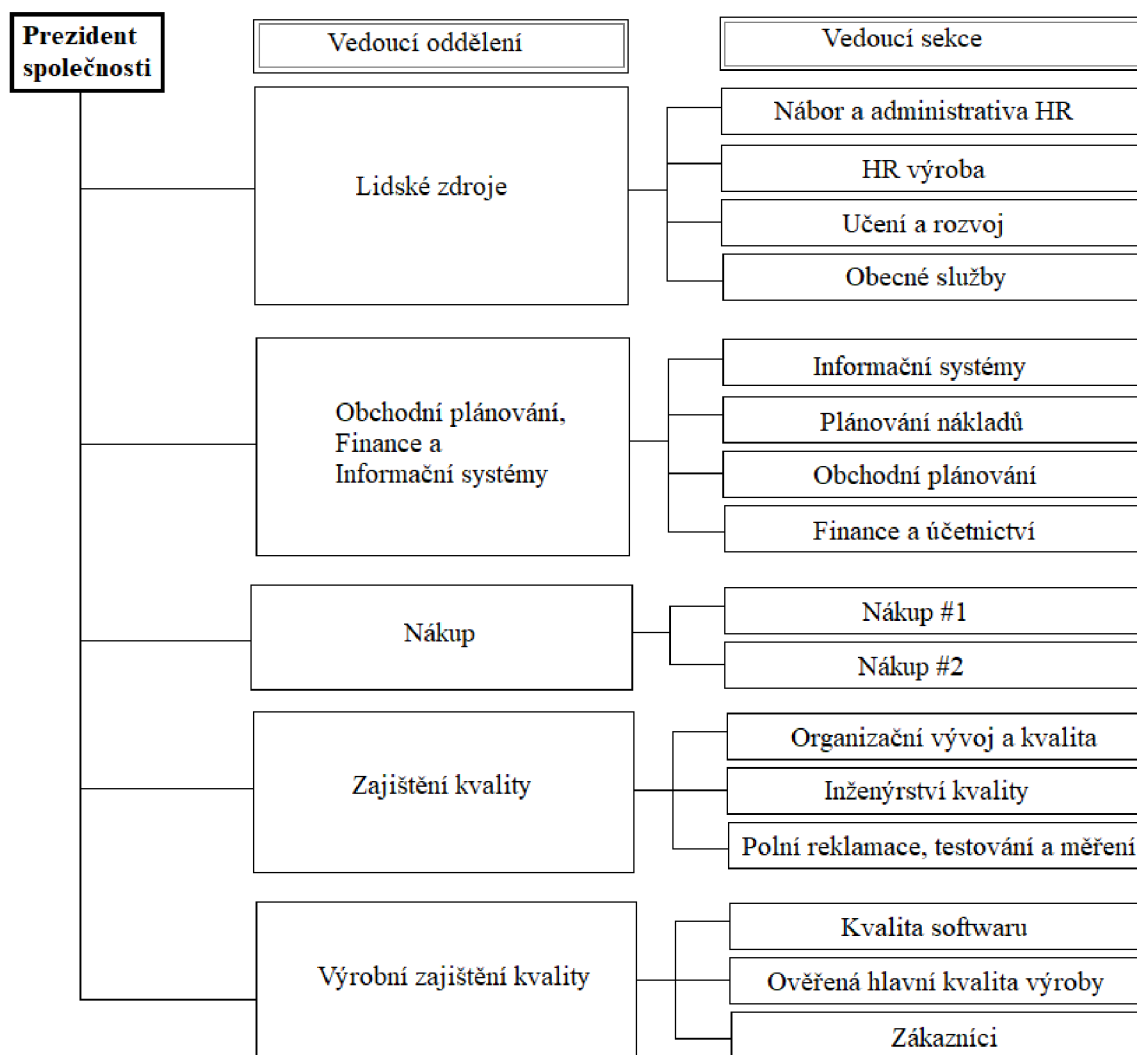 Prezident
společnosti
Vedoucí oddělení
Vedoucí sekce
Lidské zdroje
Nábor a administrativa HR
HR výroba
Učení a rozvoj
Obecné služby
Obchodní plánování,
Finance a
Informační systémy
Informační systémy
Plánování nákladů
Obchodní plánování
Finance a účetnictví
Nákup
Nákup #1
Nákup #2
Zajištění kvality
Organizační vývoj a kvalita
Inženýrství kvality
Polní reklamace, testování a měření
Výrobní zajištění kvality
Kvalita softwaru
Ověřená hlavní kvalita výroby
Zákazníci